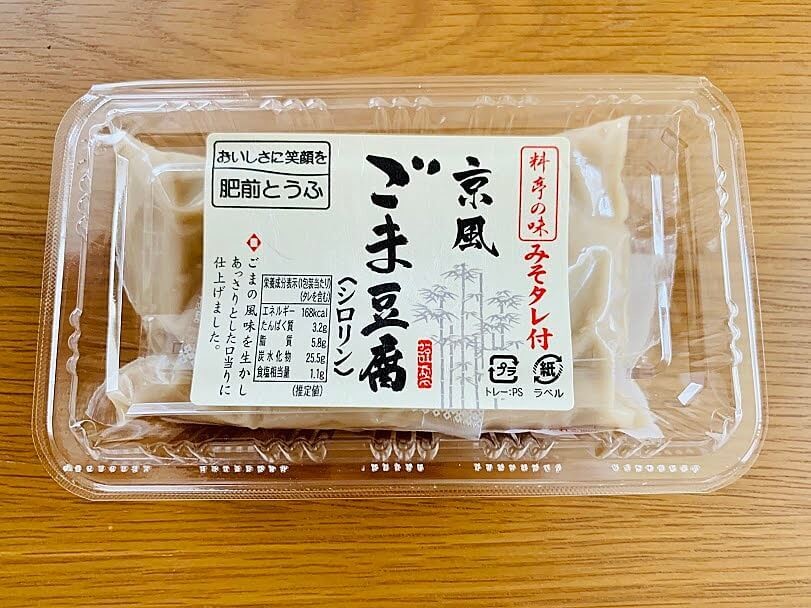 料亭の味
みそタレ付
京風
ごま豆腐
(シロリン)
おいしさに笑顔を
肥前とうふ
ごまの風味を生かし
あっさりとした口当りに
仕上げました。
栄養成分表示(1包装当たり)
(タレを含む)
エネルギー 168kcal
たんぱく質 3.2g
脂質 5.8g
炭水化物 25.5g
食塩相当量 1.1g
(推定値)
プラ
トレー:PS
紙
ラベル